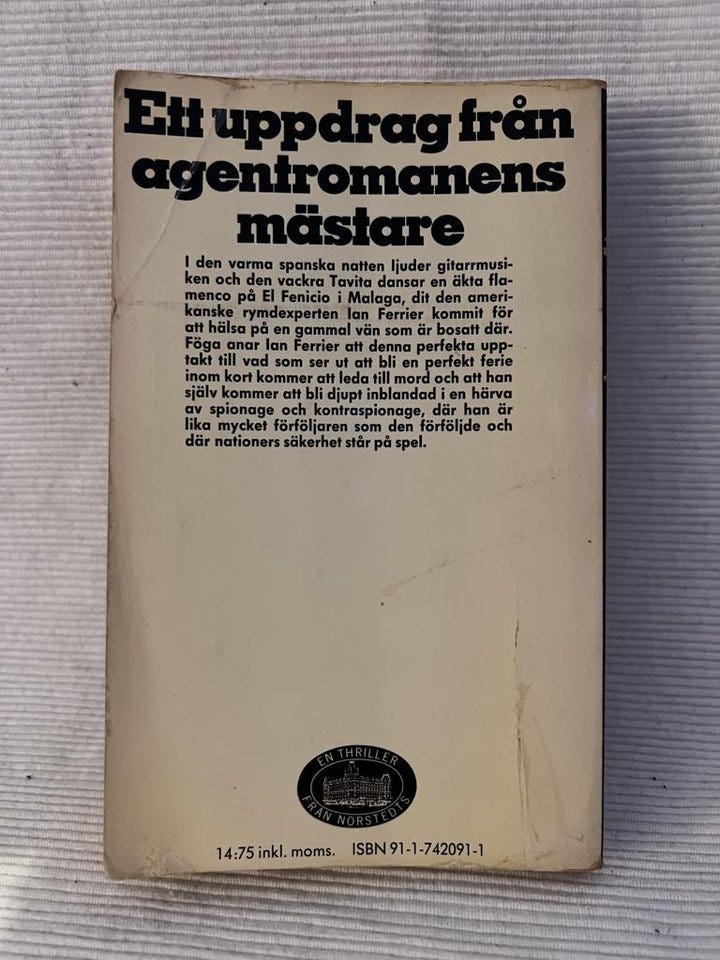 Ett uppdrag från
agentromanens
mästare
I den varma spanska natten ljuder gitarrmusi-
ken och den vackra Tavita dansar en äkta fla-
menco på El Fenicio i Malaga, dit den ameri-
kanske rymdexperten Ian Ferrier kommit för
att hälsa på en gammal vän som är bosatt där.
Föga anar Ian Ferrier att denna perfekta upp-
takt till vad som ser ut att bli en perfekt ferie
inom kort kommer att leda till mord och att han
själv kommer att bli djupt inblandad i en härva
av spionage och kontraspionage, där han är
lika mycket förföljaren som den förföljde och
där nationers säkerhet står på spel.
EN THRILLER
FRÅN NORSTEDTS
14:75 inkl. moms. ISBN 91-1-742091-1